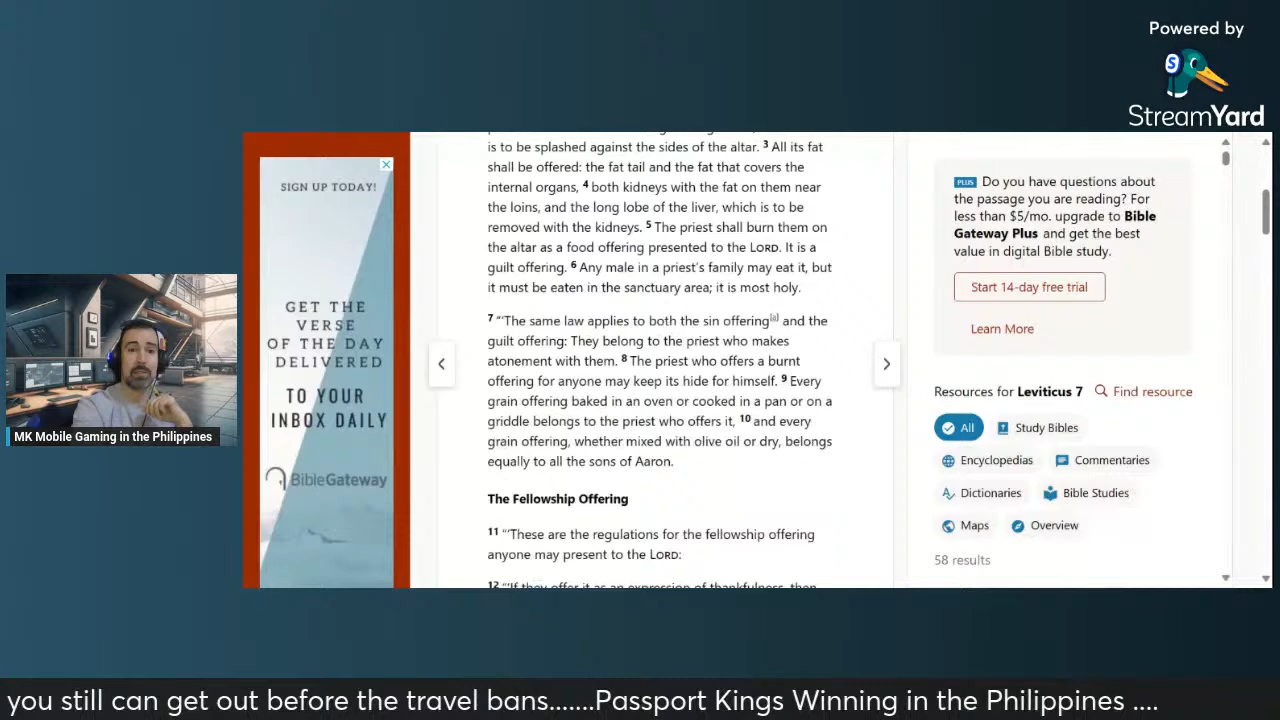 Powered by
StreamYard
SIGN UP TODAY!
GET THE
VERSE
OF THE DAY
DELIVERED
TO YOUR
INBOX DAILY
BibleGateway
is to be splashed against the sides of the altar. 3 All its fat
shall be offered: the fat tail and the fat that covers the
internal organs, 4 both kidneys with the fat on them near
the loins, and the long lobe of the liver, which is to be
removed with the kidneys. 5 The priest shall burn them on
the altar as a food offering presented to the LORD. It is a
guilt offering. 6 Any male in a priest's family may eat it, but
it must be eaten in the sanctuary area; it is most holy.
7 “‘The same law applies to both the sin offering[a] and the
guilt offering: They belong to the priest who makes
atonement with them. 8 The priest who offers a burnt
offering for anyone may keep its hide for himself. 9 Every
grain offering baked in an oven or cooked in a pan or on a
griddle belongs to the priest who offers it, 10 and every
grain offering, whether mixed with olive oil or dry, belongs
equally to all the sons of Aaron.
The Fellowship Offering
11 “‘These are the regulations for the fellowship offering
anyone may present to the LORD:
12 “‘If they offer it as an expression of thankfulness, then
PLUS Do you have questions about
the passage you are reading? For
less than $5/mo. upgrade to Bible
Gateway Plus and get the best
value in digital Bible study.
Start 14-day free trial
Learn More
Resources for Leviticus 7 Find resource
All Study Bibles
Encyclopedias Commentaries
Dictionaries Bible Studies
Maps Overview
58 results
MK Mobile Gaming in the Philippines
you still can get out before the travel bans.......Passport Kings Winning in the Philippines ....